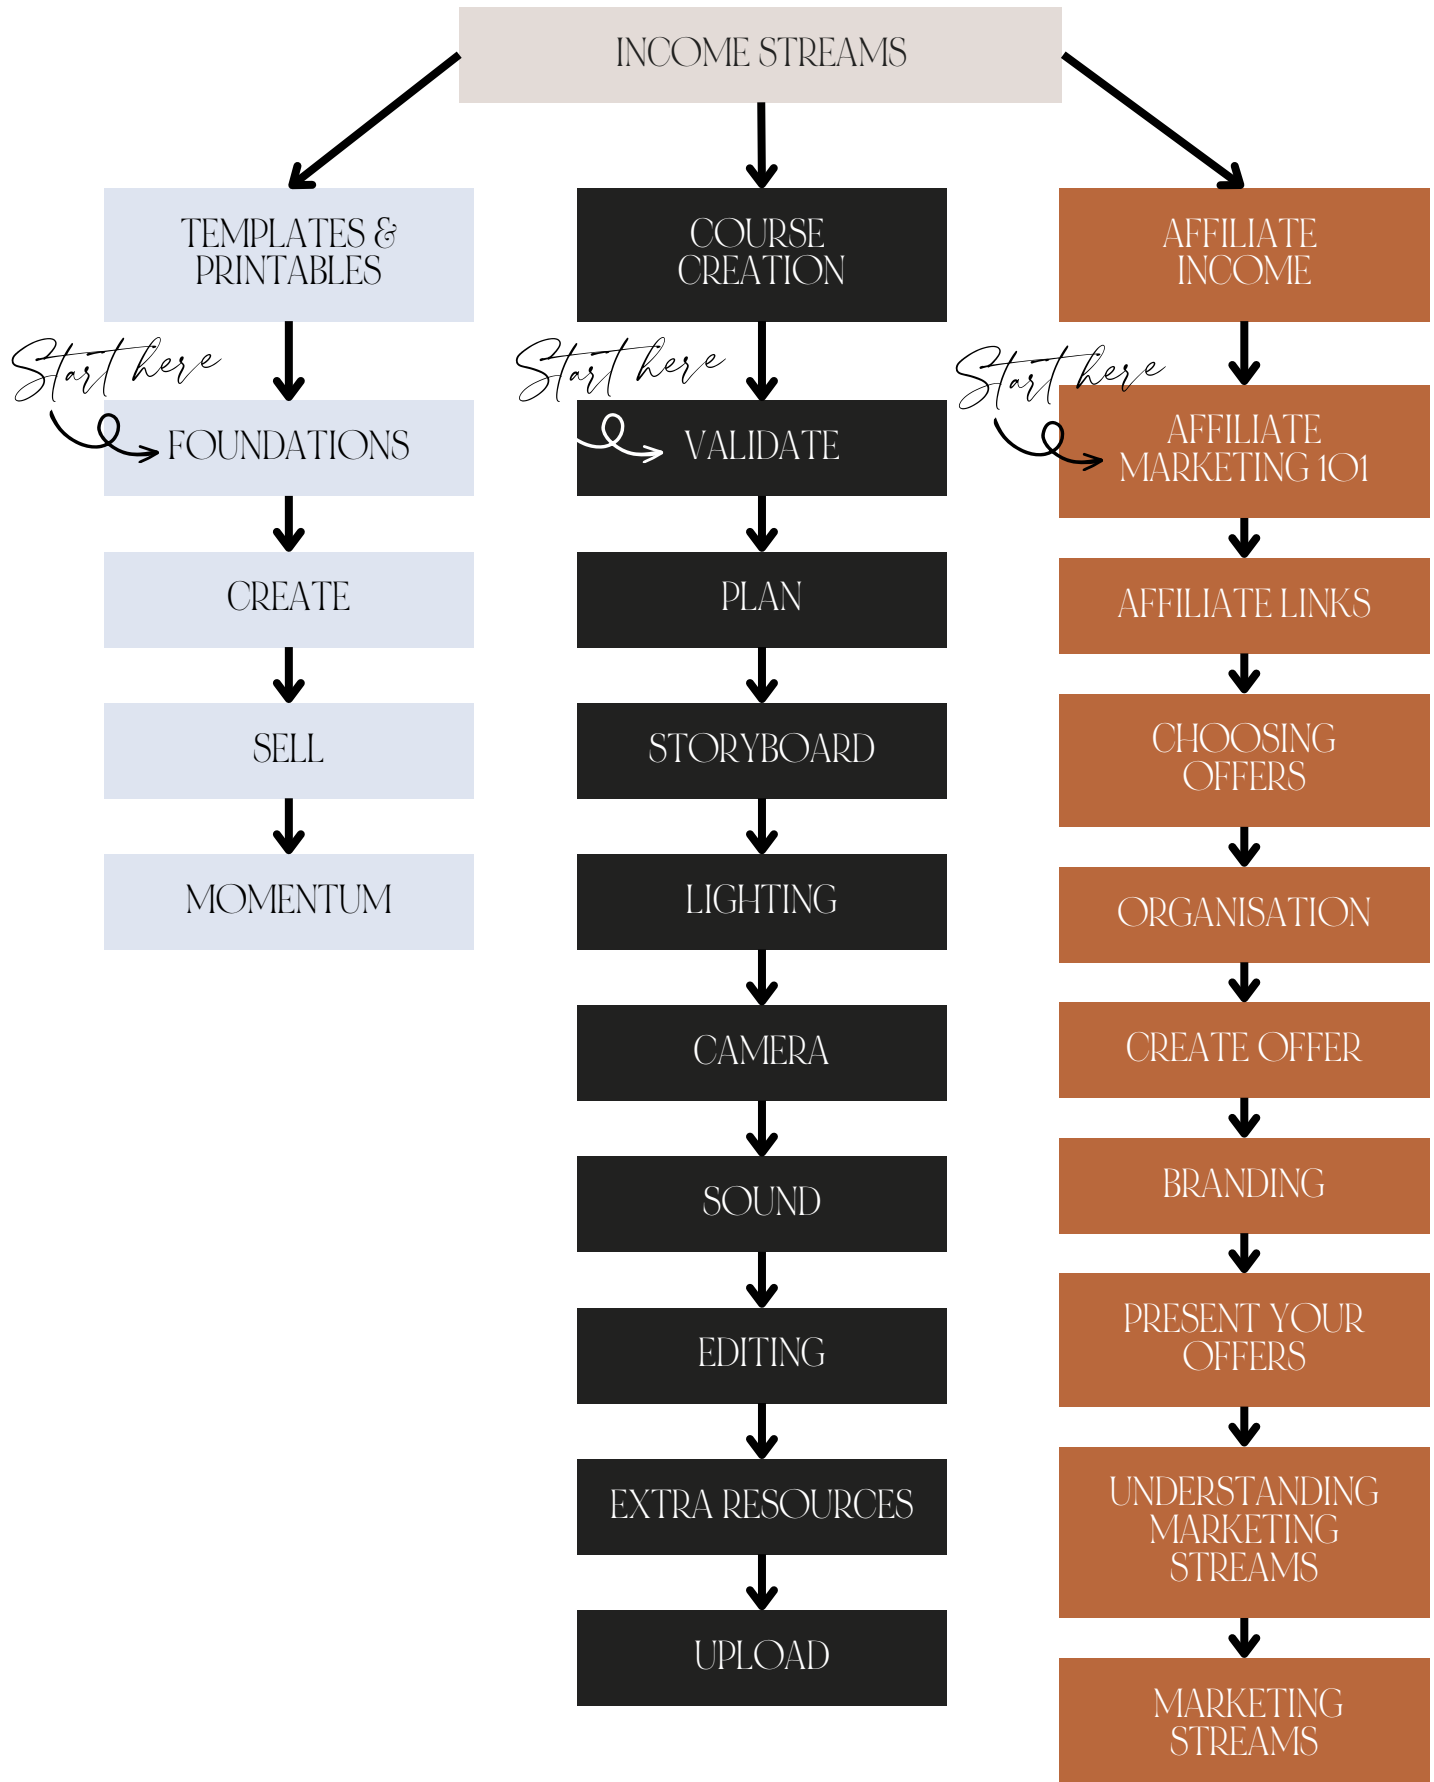 INCOME STREAMS
TEMPLATES &
PRINTABLES
Start here
FOUNDATIONS
CREATE
SELL
MOMENTUM
COURSE
CREATION
Start here
VALIDATE
PLAN
STORYBOARD
LIGHTING
CAMERA
SOUND
EDITING
EXTRA RESOURCES
UPLOAD
AFFILIATE
INCOME
Start here
AFFILIATE
MARKETING 101
AFFILIATE LINKS
CHOOSING
OFFERS
ORGANISATION
CREATE OFFER
BRANDING
PRESENT YOUR
OFFERS
UNDERSTANDING
MARKETING
STREAMS
MARKETING
STREAMS